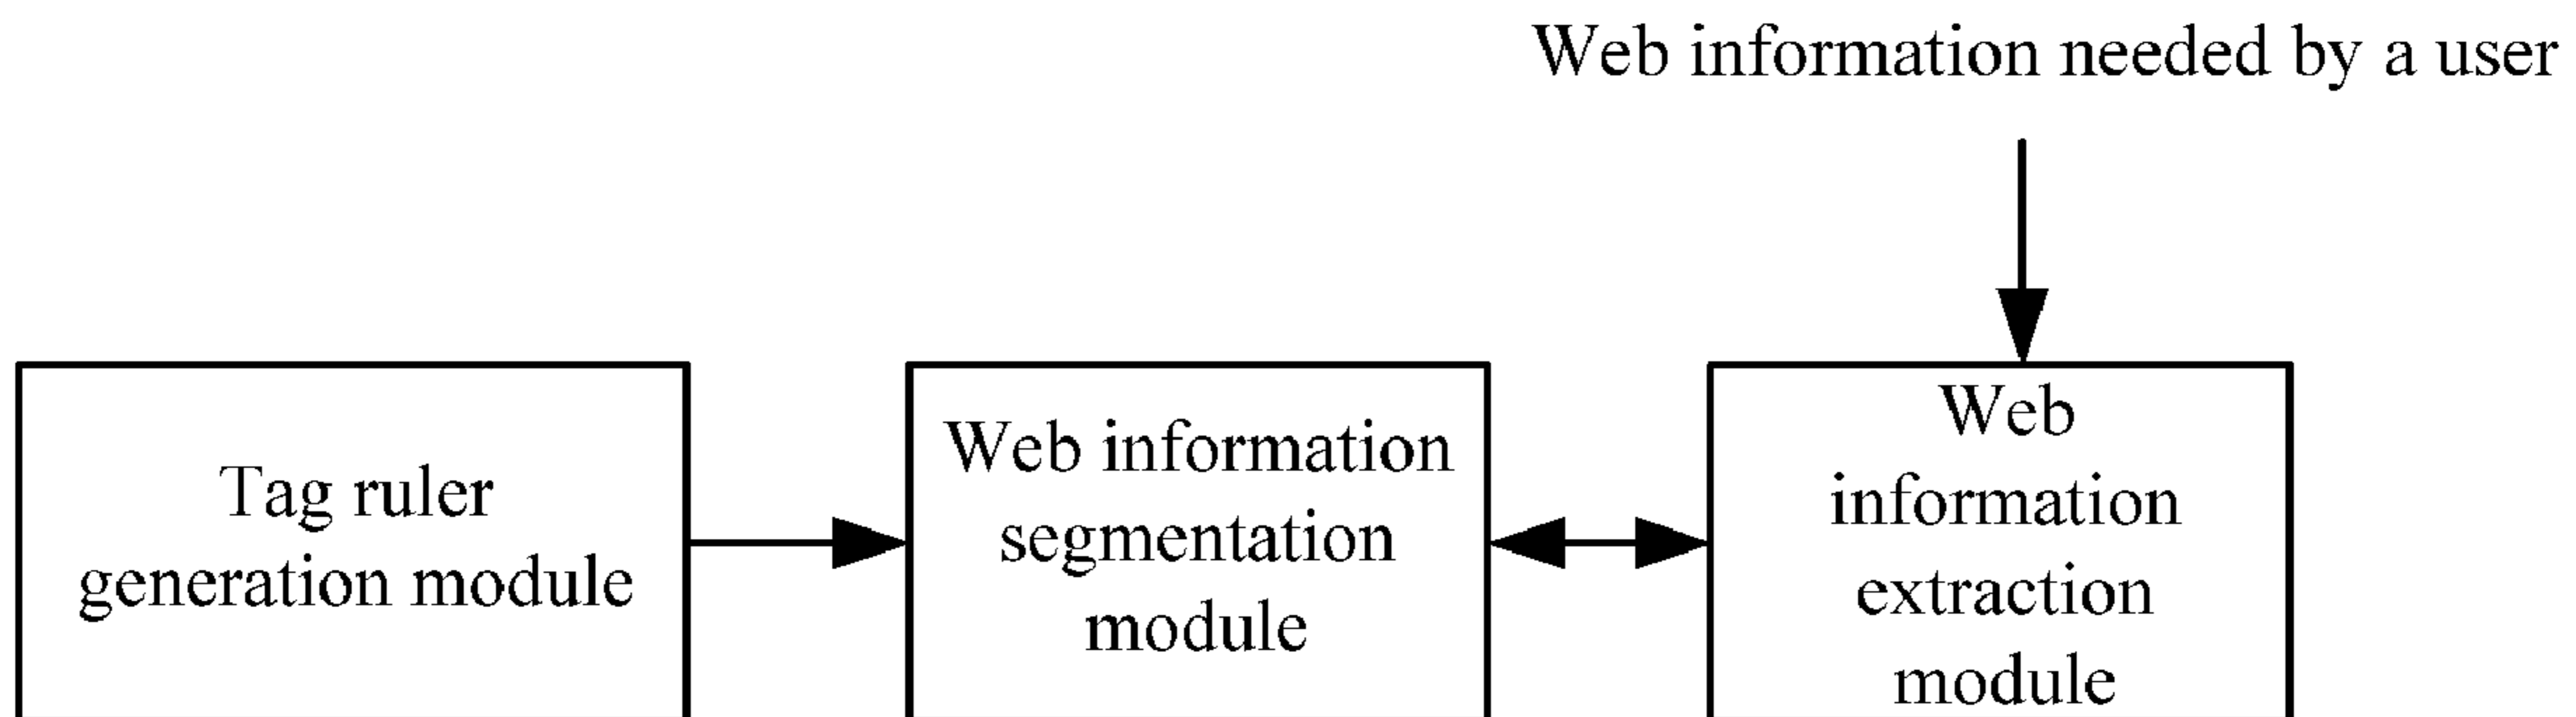 Web information needed by a user
Tag ruler
generation module
Web information
segmentation
module
Web
information
extraction
module